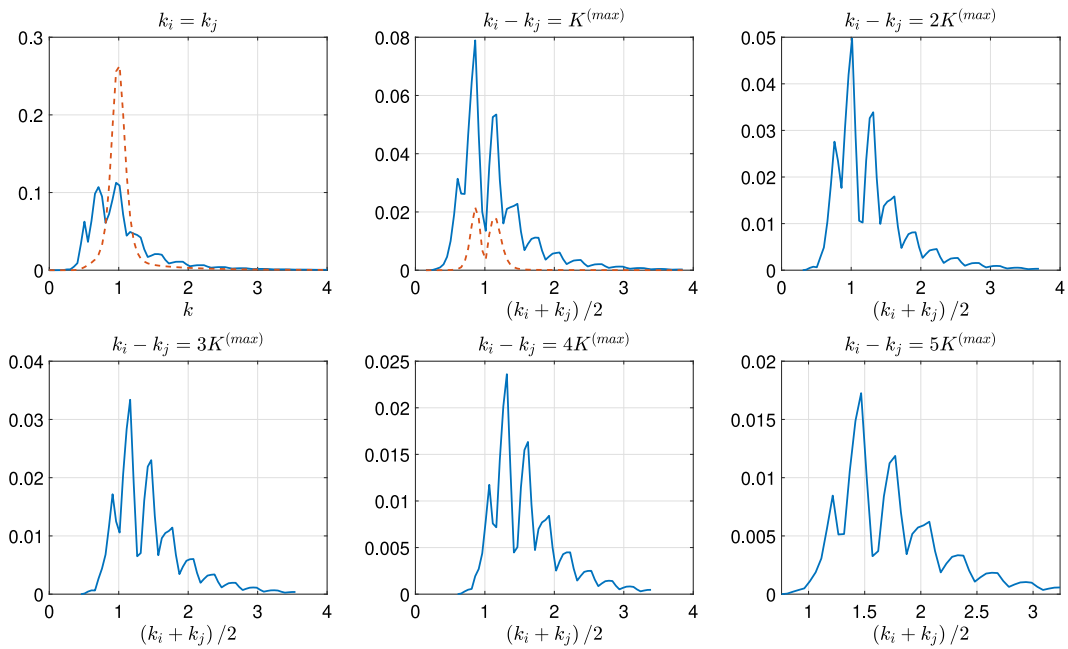 k_i = k_j
0.3
0.2
0.1
0
0 1 2 3 4
k
k_i − k_j = K^{(max)}
0.08
0.06
0.04
0.02
0
0 1 2 3 4
(k_i + k_j) /2
k_i − k_j = 2K^{(max)}
0.05
0.04
0.03
0.02
0.01
0
0 1 2 3 4
(k_i + k_j) /2
k_i − k_j = 3K^{(max)}
0.04
0.03
0.02
0.01
0
0 1 2 3 4
(k_i + k_j) /2
k_i − k_j = 4K^{(max)}
0.025
0.02
0.015
0.01
0.005
0
0 1 2 3 4
(k_i + k_j) /2
k_i − k_j = 5K^{(max)}
0.02
0.015
0.01
0.005
0
1 1.5 2 2.5 3
(k_i + k_j) /2